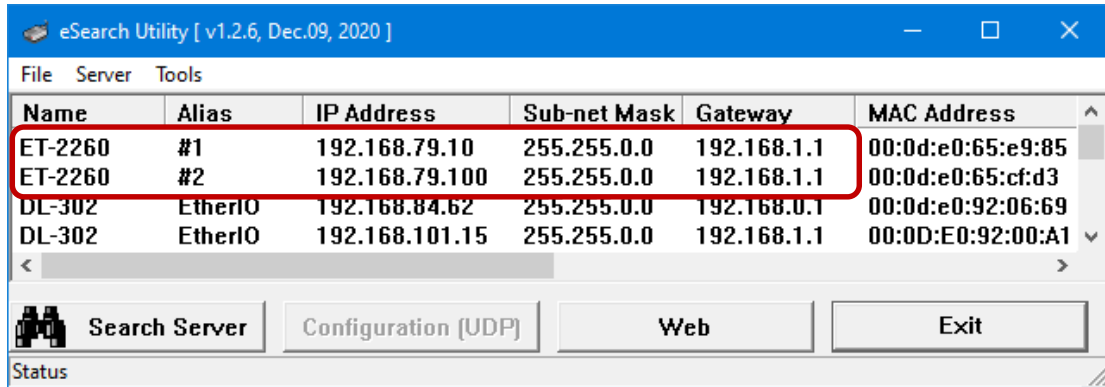 eSearch Utility [ v1.2.6, Dec.09, 2020 ]
File Server Tools
Name Alias IP Address Sub-net Mask Gateway MAC Address
ET-2260 #1 192.168.79.10 255.255.0.0 192.168.1.1 00:0d:e0:65:e9:85
ET-2260 #2 192.168.79.100 255.255.0.0 192.168.1.1 00:0d:e0:65:cf:d3
DL-302 EtherIO 192.168.84.62 255.255.0.0 192.168.0.1 00:0d:e0:92:06:69
DL-302 EtherIO 192.168.101.15 255.255.0.0 192.168.1.1 00:0D:E0:92:00:A1
Search Server Configuration (UDP) Web Exit
Status